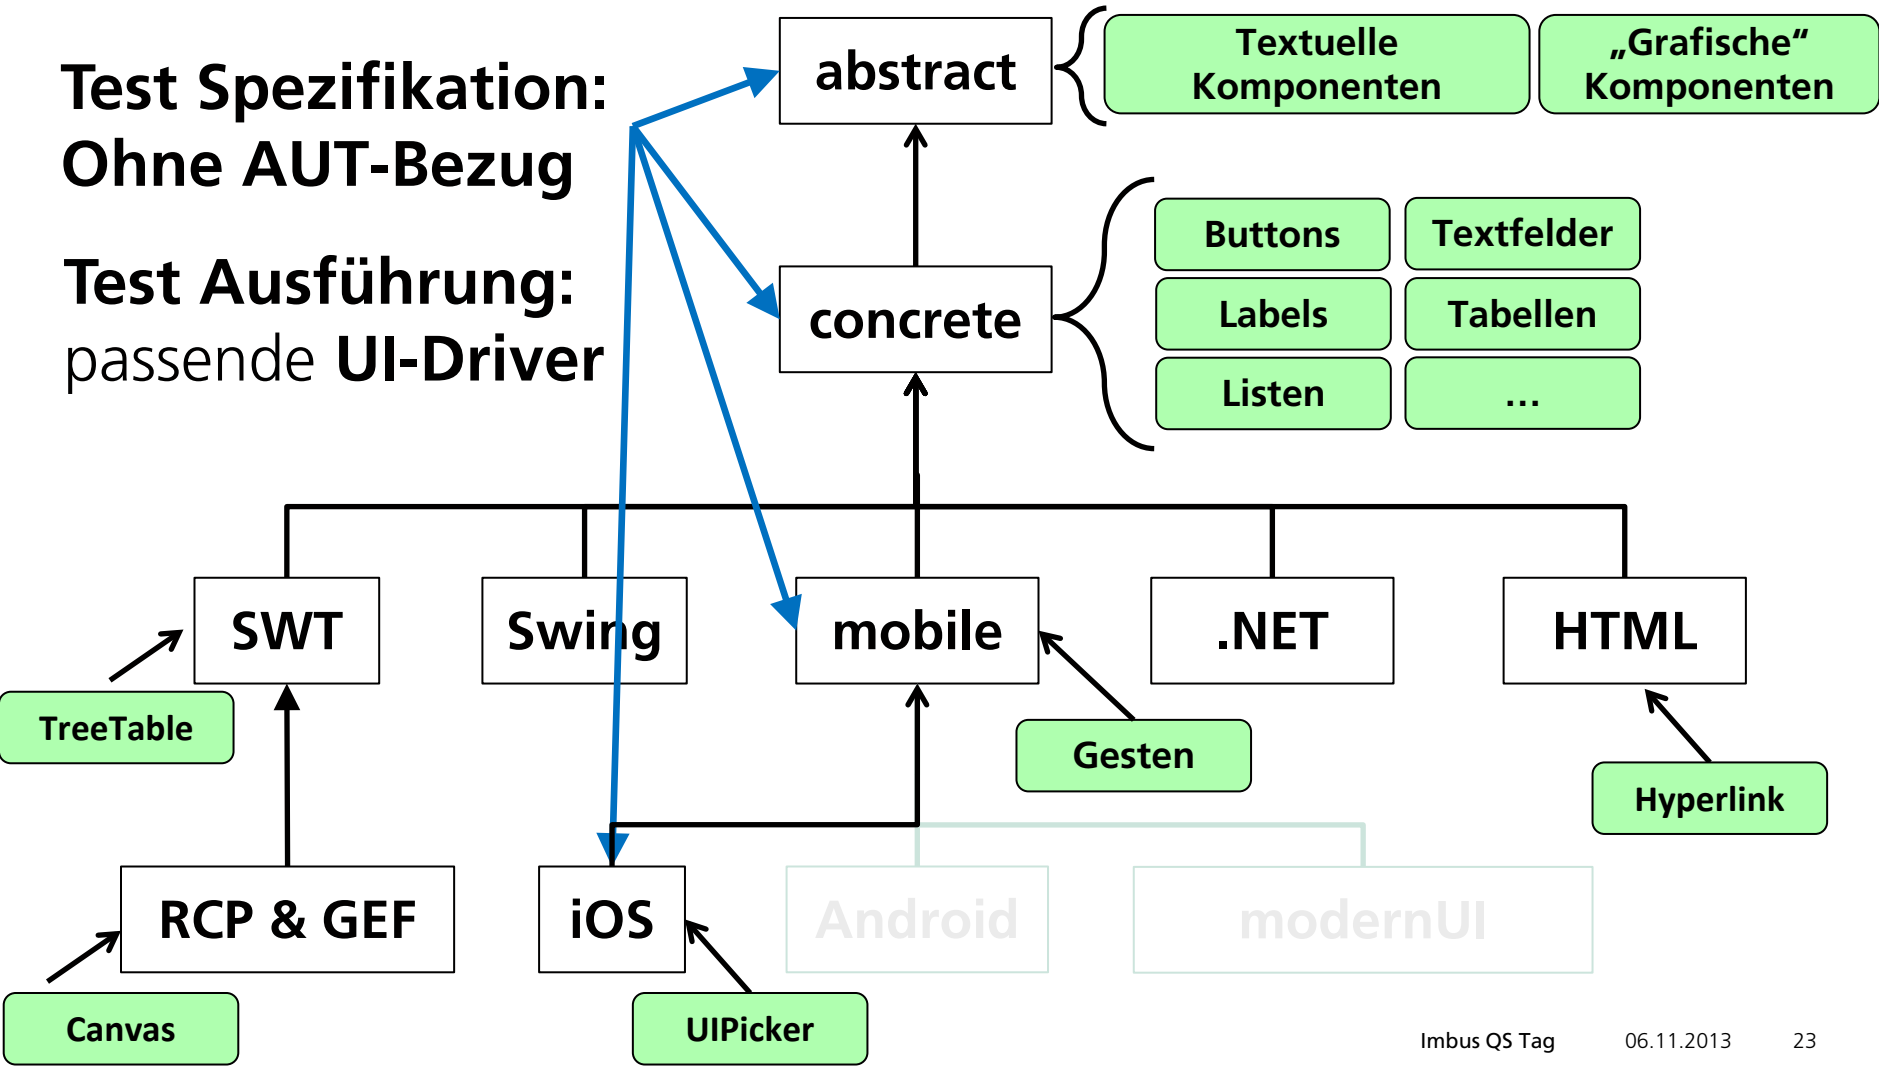 Test Spezifikation:
Ohne AUT-Bezug
Test Ausführung:
passende UI-Driver
abstract
Textuelle
Komponenten
„Grafische“
Komponenten
concrete
Buttons
Textfelder
Labels
Tabellen
Listen
...
SWT
Swing
mobile
.NET
HTML
TreeTable
Gesten
Hyperlink
RCP & GEF
iOS
Android
modernUI
Canvas
UIPicker
Imbus QS Tag 06.11.2013 23